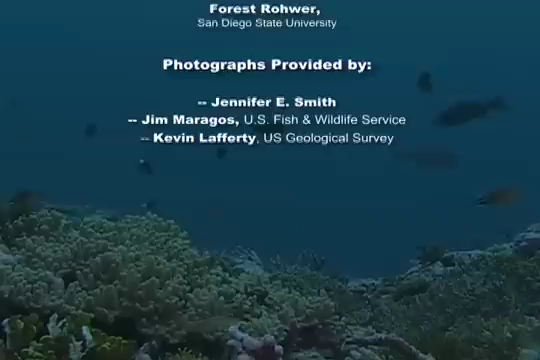 Forest Rohwer,
San Diego State University
Photographs Provided by:
-- Jennifer E. Smith
-- Jim Maragos, U.S. Fish & Wildlife Service
-- Kevin Lafferty, US Geological Survey